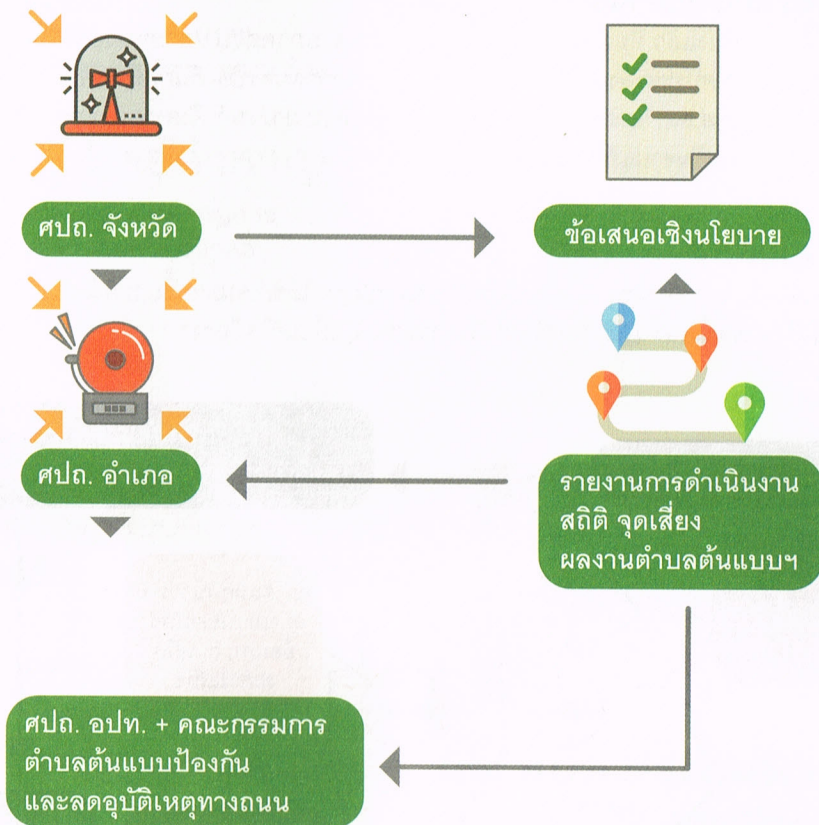 ศปถ. จังหวัด
ข้อเสนอเชิงนโยบาย
ศปถ. อำเภอ
รายงานการดำเนินงาน
สถิติ จุดเสี่ยง
ผลงานตำบลต้นแบบฯ
ศปถ. อปท. + คณะกรรมการ
ตำบลต้นแบบป้องกัน
และลดอุบัติเหตุทางถนน